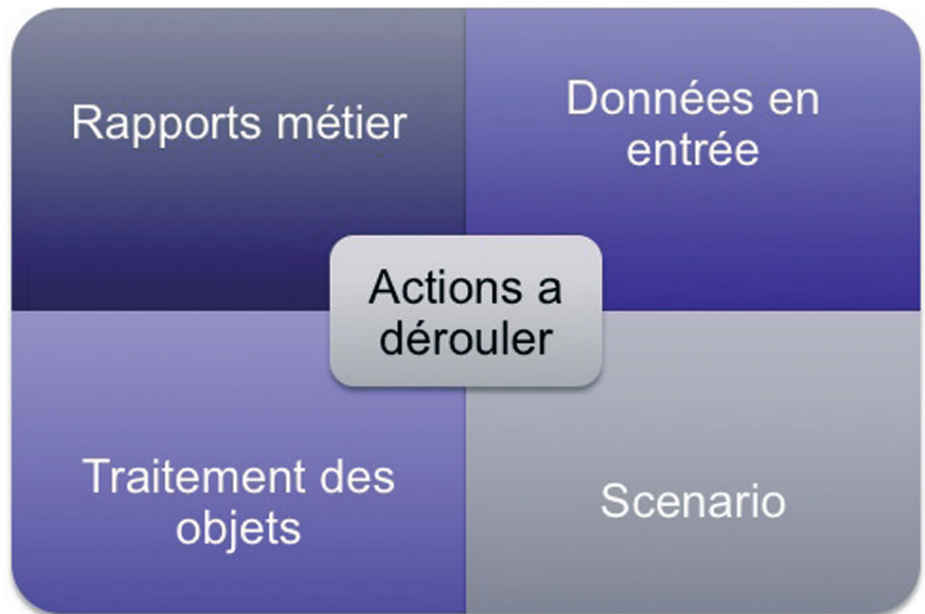 Rapports métier
Données en
entrée
Actions a
dérouler
Traitement des
objets
Scenario